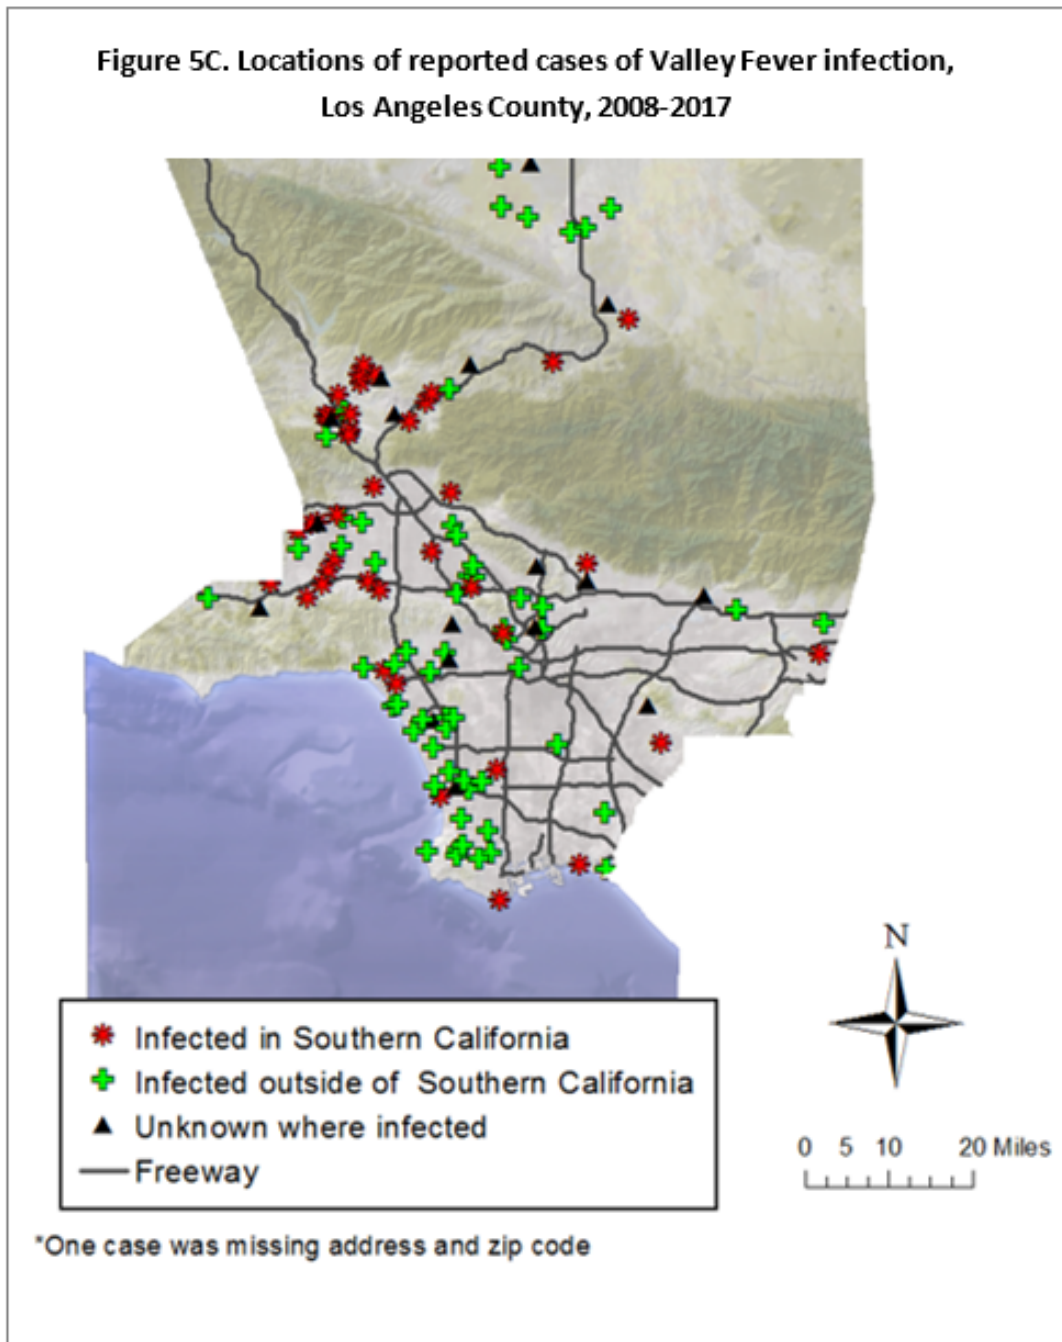 Figure 5C. Locations of reported cases of Valley Fever infection,
Los Angeles County, 2008-2017
N
Infected in Southern California
Infected outside of Southern California
Unknown where infected
Freeway
0 5 10 20 Miles
*One case was missing address and zip code